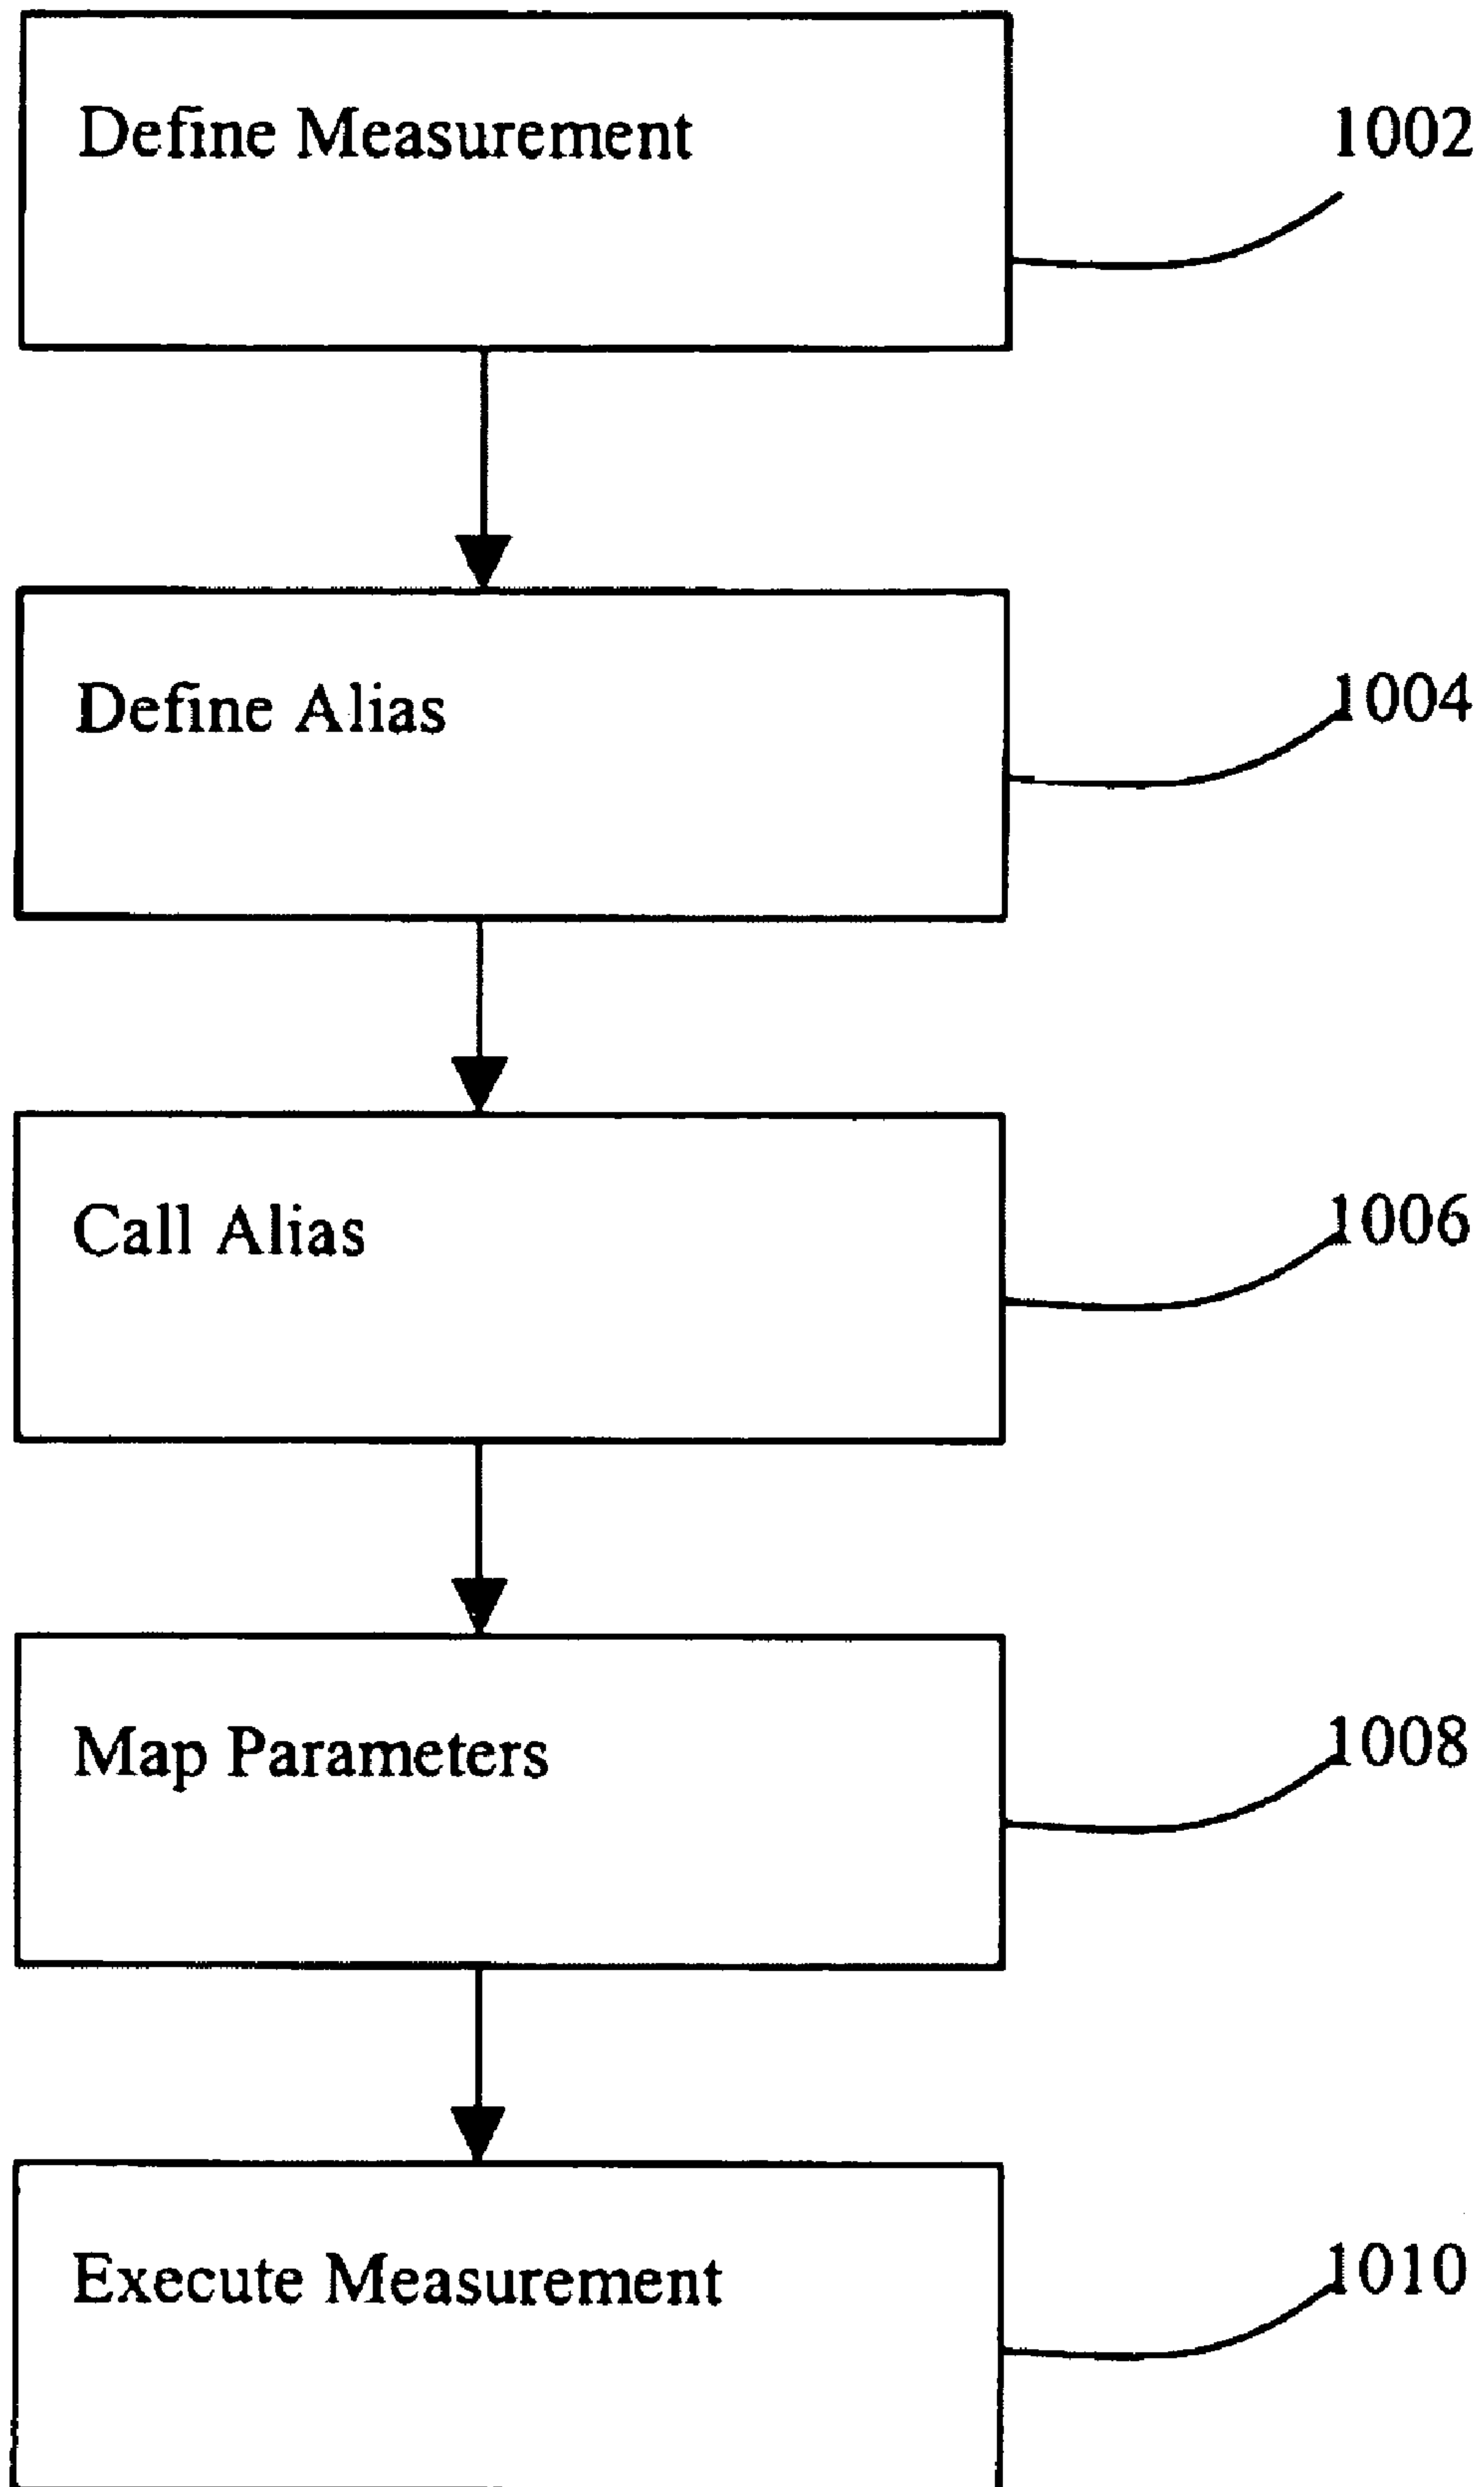 Define Measurement
1002
Define Alias
1004
Call Alias
1006
Map Parameters
1008
Execute Measurement
1010